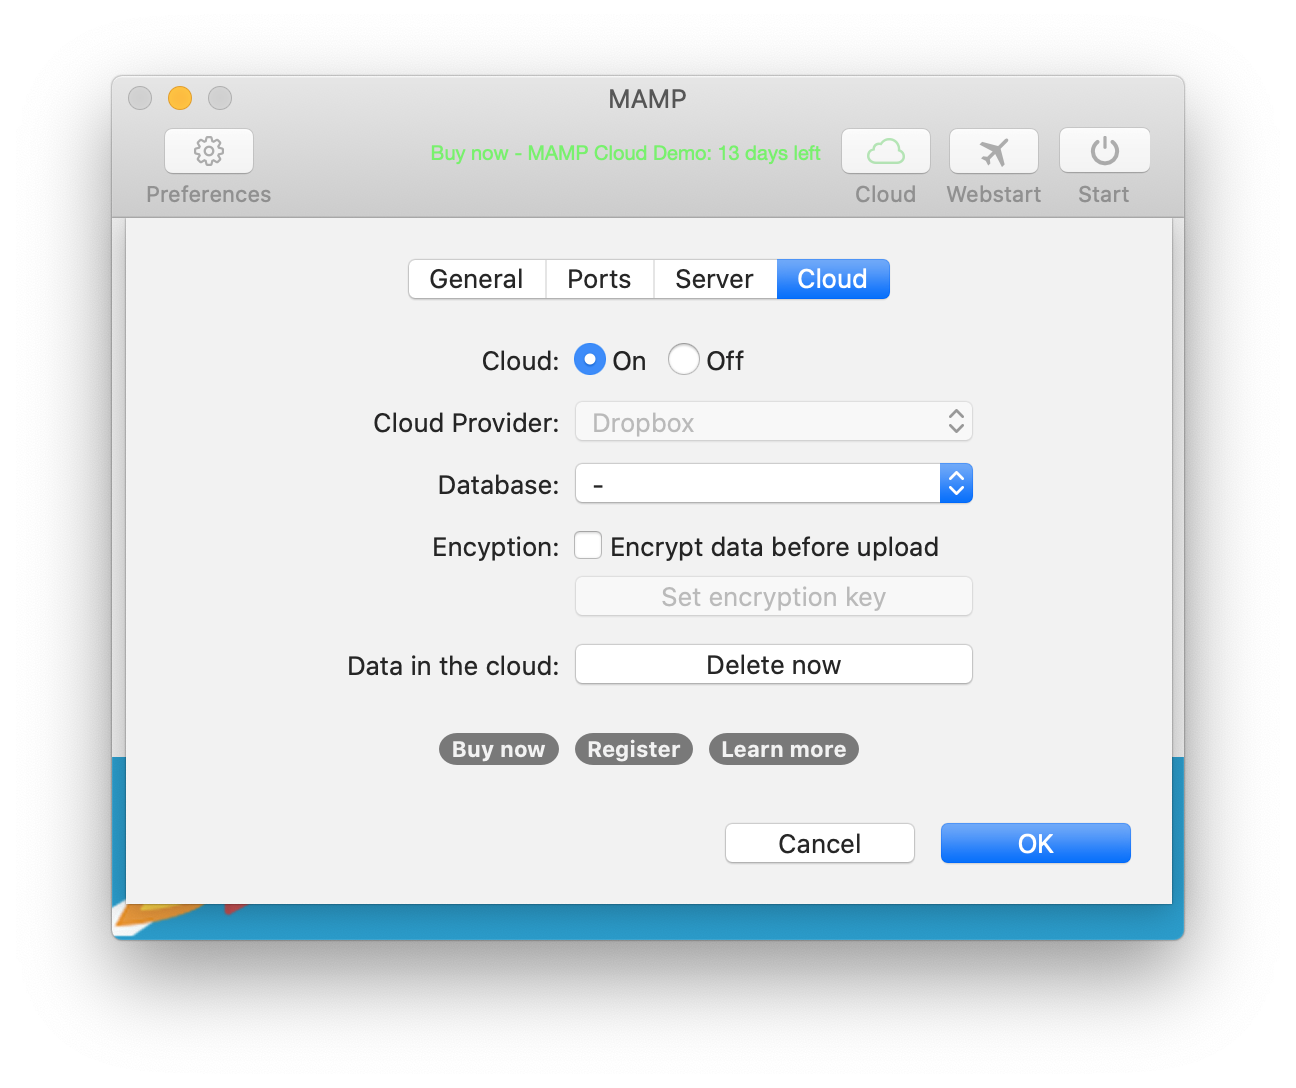 MAMP
Buy now - MAMP Cloud Demo: 13 days left
Preferences
Cloud
Webstart
Start
General
Ports
Server
Cloud
Cloud: On Off
Cloud Provider: Dropbox
Database: -
Encyption: Encrypt data before upload
Set encryption key
Data in the cloud: Delete now
Buy now
Register
Learn more
Cancel
OK